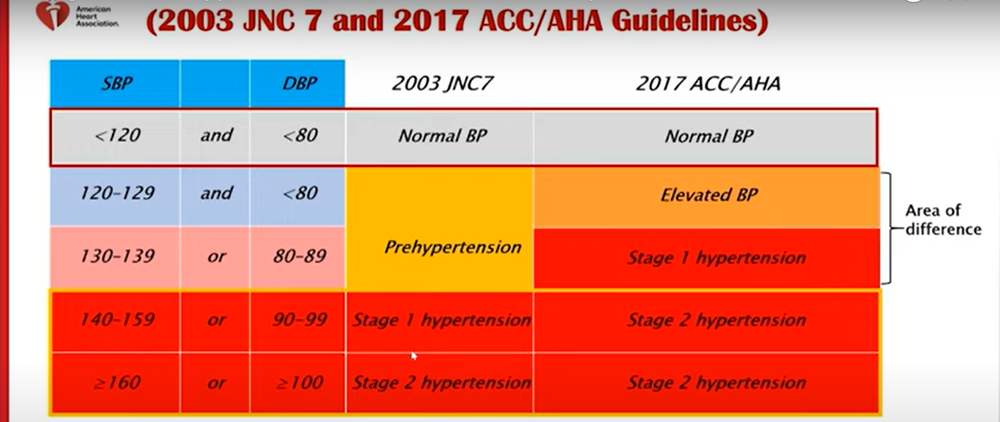 American
Heart
Association.
(2003 JNC 7 and 2017 ACC/AHA Guidelines)
SBP DBP 2003 JNC7 2017 ACC/AHA
<120 and <80 Normal BP Normal BP
120-129 and <80 Elevated BP
Prehypertension
130-139 or 80-89 Stage 1 hypertension
Area of
difference
140-159 or 90-99 Stage 1 hypertension Stage 2 hypertension
≥160 or ≥100 Stage 2 hypertension Stage 2 hypertension